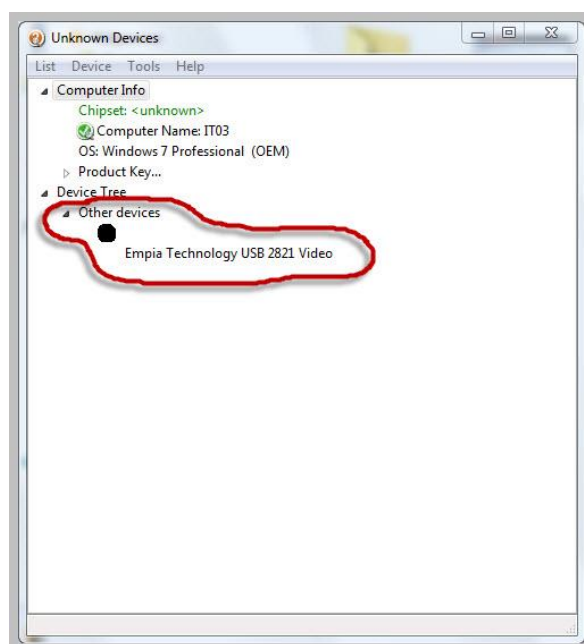 Unknown Devices
List Device Tools Help
Computer Info
Chipset: <unknown>
Computer Name: IT03
OS: Windows 7 Professional (OEM)
Product Key...
Device Tree
Other devices
Empia Technology USB 2821 Video